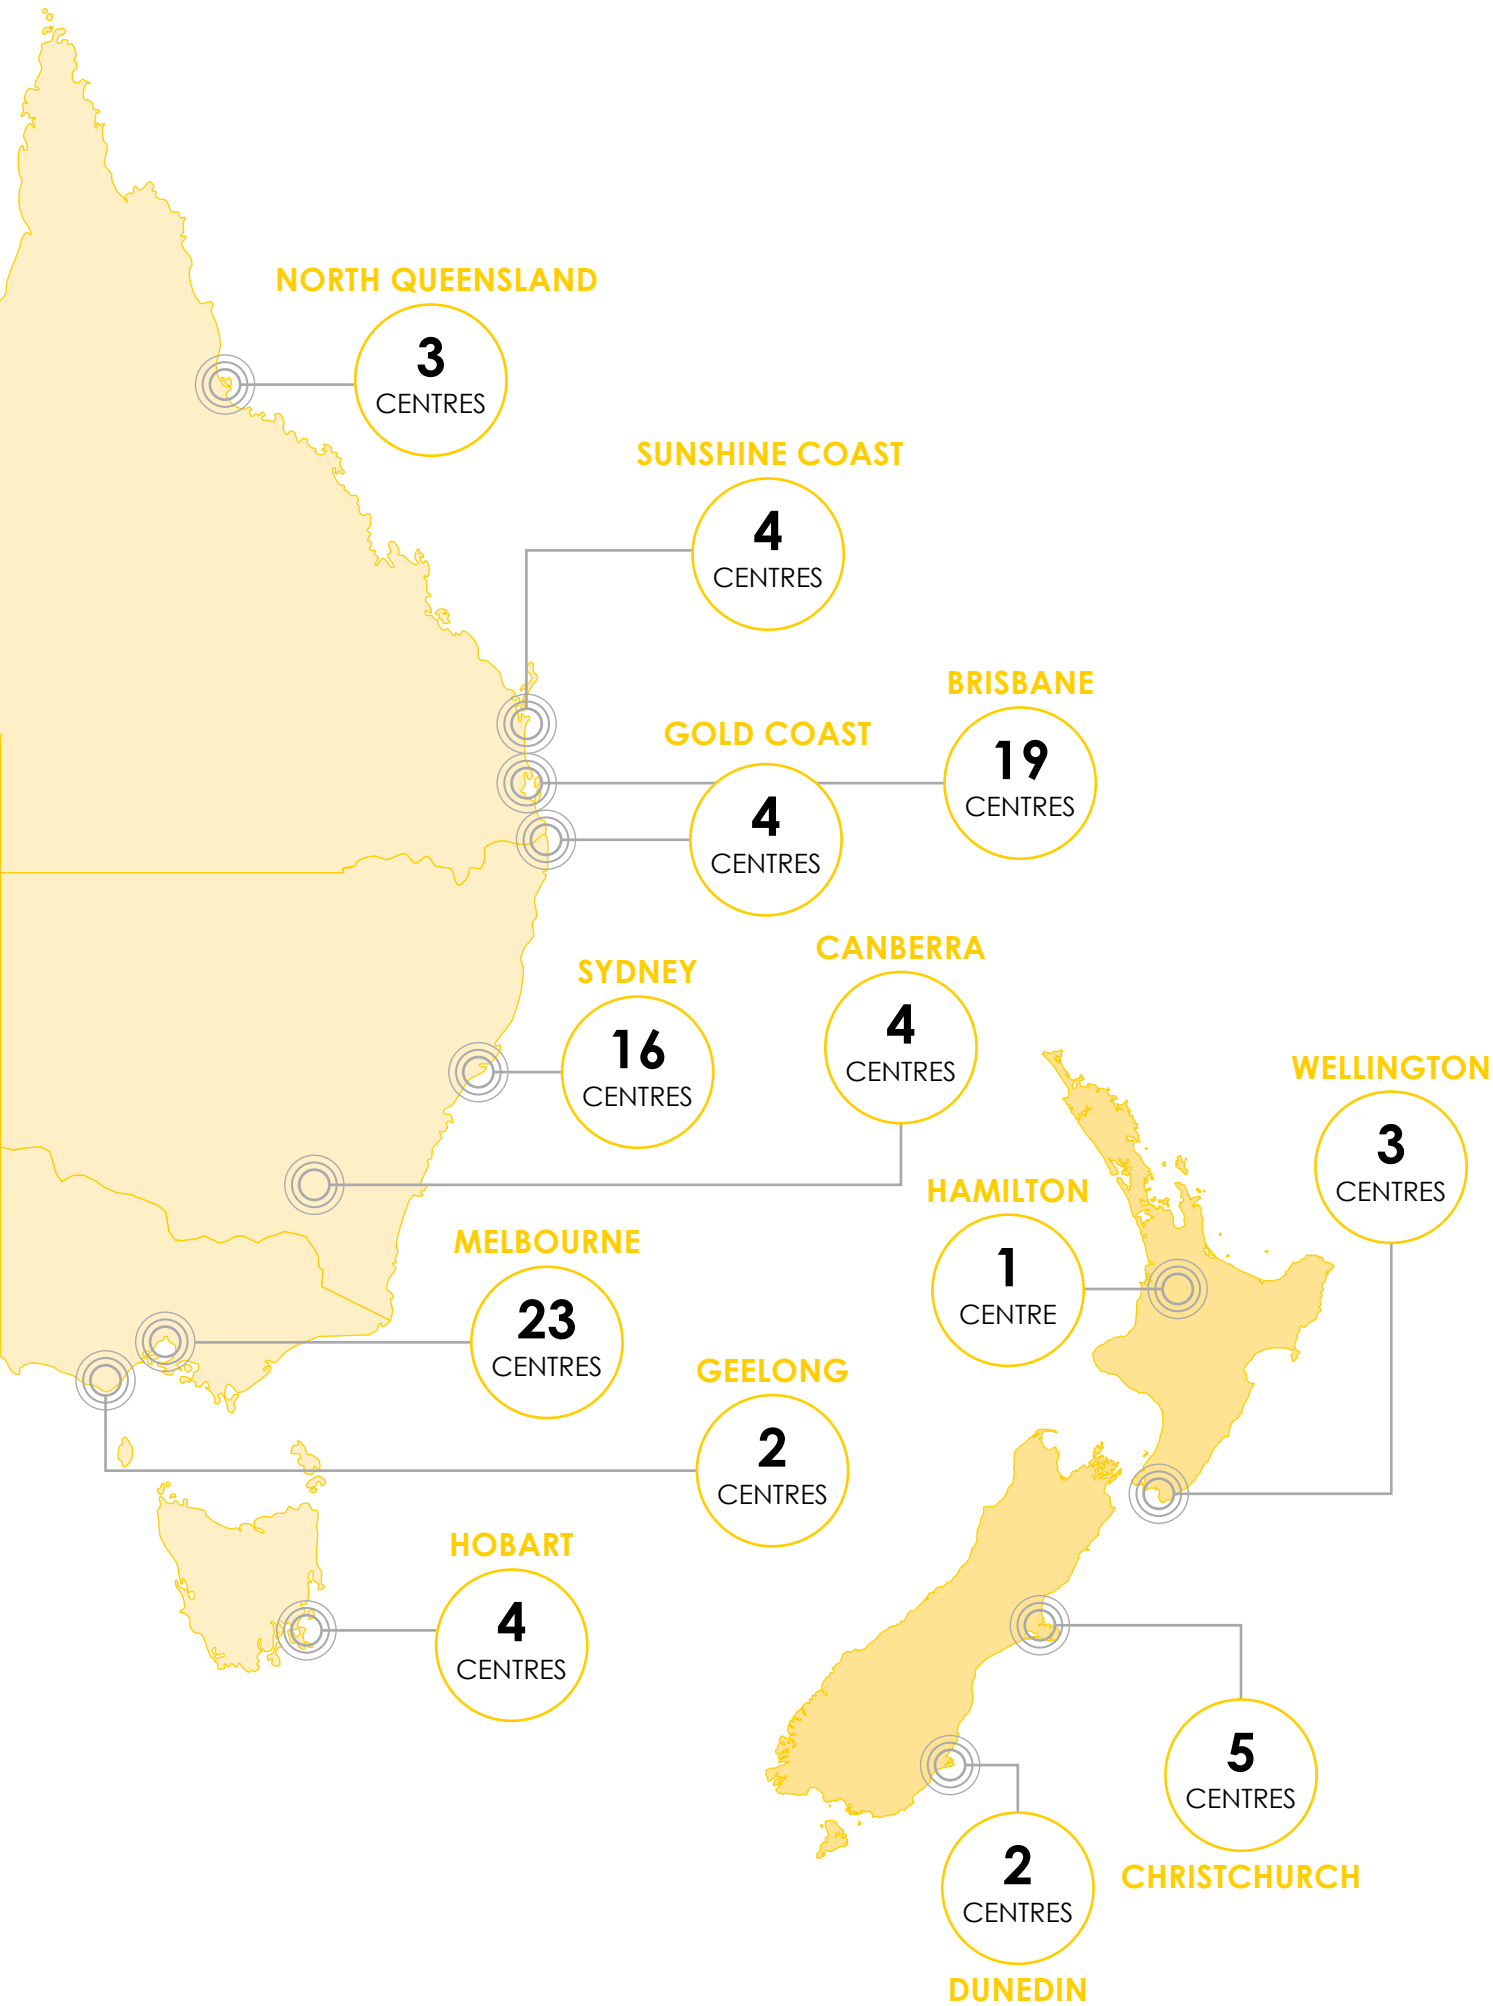 NORTH QUEENSLAND
3
CENTRES
SUNSHINE COAST
4
CENTRES
BRISBANE
19
CENTRES
GOLD COAST
4
CENTRES
CANBERRA
4
CENTRES
SYDNEY
16
CENTRES
WELLINGTON
3
CENTRES
HAMILTON
1
CENTRE
MELBOURNE
23
CENTRES
GEELONG
2
CENTRES
HOBART
4
CENTRES
5
CENTRES
CHRISTCHURCH
2
CENTRES
DUNEDIN